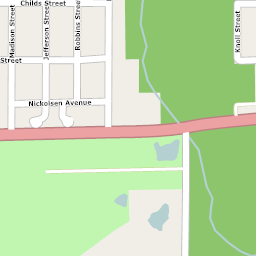 Childs Street
Madison Street
Jefferson Street
Robbins Street
Knoll Street
Street
Nickolsen Avenue